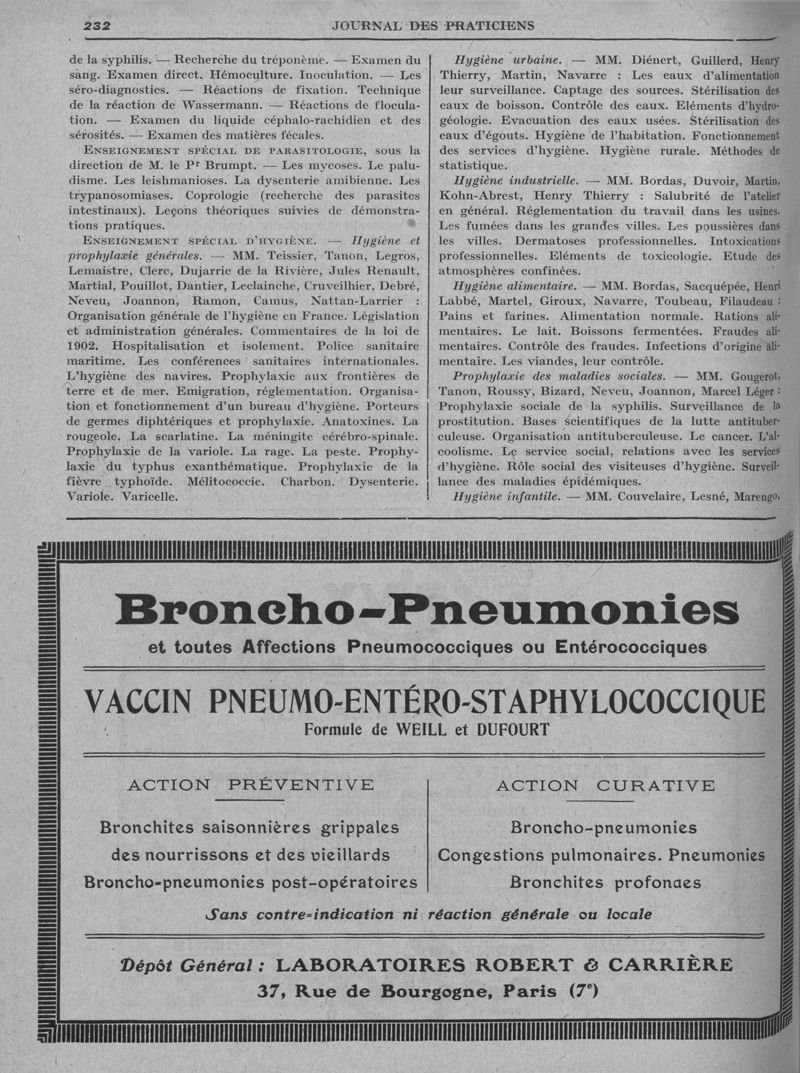 232
JOURNAL DES PRATICIENS
de la syphilis. — Recherche du tréponème. — Examen du
sang. Examen direct. Hémoculture. Inoculation. — Les
séro-diagnostics. — Réactions de fixation. Technique
de la réaction de Wassermann. — Réactions de flocula-
tion. — Examen du liquide céphalo-rachidien et des
sérosités. — Examen des matières fécales.
ENSEIGNEMENT SPÉCIAL DE PARASITOLOGIE, sous la
direction de M. le Pr Brumpt. — Les mycoses. Le palu-
disme. Les leishmanioses. La dysenterie amibienne. Les
trypanosomiases. Coprologie (recherche des parasites
intestinaux). Leçons théoriques suivies de démonstra-
tions pratiques.
ENSEIGNEMENT SPÉCIAL D'HYGIÈNE. — Hygiène et
prophylaxie générales. — MM. Teissier, Tanon, Legros,
Lemaistre, Clerc, Dujarric de la Rivière, Jules Renault,
Martial, Pouillot, Dantier, Leclainche, Cruveilhier, Debré,
Neveu, Joannon, Ramon, Camus, Nattan-Larrier :
Organisation générale de l'hygiène en France. Législation
et administration générales. Commentaires de la loi de
1902. Hospitalisation et isolement. Police sanitaire
maritime. Les conférences sanitaires internationales.
L'hygiène des navires. Prophylaxie aux frontières de
terre et de mer. Emigration, réglementation. Organisa-
tion et fonctionnement d'un bureau d'hygiène. Porteurs
de germes diphtériques et prophylaxie. Anatoxines. La
rougeole. La scarlatine. La méningite cérébro-spinale.
Prophylaxie de la variole. La rage. La peste. Prophy-
laxie du typhus exanthématique. Prophylaxie de la
fièvre typhoïde. Mélitococcie. Charbon. Dysenterie.
Variole. Varicelle.
Hygiène urbaine. — MM. Diénert, Guillerd, Henry
Thierry, Martin, Navarre : Les eaux d'alimentation
leur surveillance. Captage des sources. Stérilisation des
eaux de boisson. Contrôle des eaux. Eléments d'hydro-
géologie. Evacuation des eaux usées. Stérilisation des
eaux d'égouts. Hygiène de l'habitation. Fonctionnement
des services d'hygiène. Hygiène rurale. Méthodes de
statistique.
Hygiène industrielle. — MM. Bordas, Duvoir, Martin,
Kohn-Abrest, Henry Thierry : Salubrité de l'atelier
en général. Réglementation du travail dans les usines.
Les fumées dans les grandes villes. Les poussières dans
les villes. Dermatoses professionnelles. Intoxications
professionnelles. Eléments de toxicologie. Etude des
atmosphères confinées.
Hygiène alimentaire. — MM. Bordas, Sacquépée, Henri
Labbé, Martel, Giroux, Navarre, Toubeau, Filaudeau :
Pains et farines. Alimentation normale. Rations ali-
mentaires. Le lait. Boissons fermentées. Fraudes ali-
mentaires. Contrôle des fraudes. Infections d'origine ali-
mentaire. Les viandes, leur contrôle.
Prophylaxie des maladies sociales. — MM. Gougerot,
Tanon, Roussy, Bizard, Neveu, Joannon, Marcel Léger :
Prophylaxie sociale de la syphilis. Surveillance de la
prostitution. Bases scientifiques de la lutte antituber-
culeuse. Organisation antituberculeuse. Le cancer. L'al-
coolisme. Le service social, relations avec les services
d'hygiène. Rôle social des visiteuses d'hygiène. Surveil-
lance des maladies épidémiques.
Hygiène infantile. — MM. Couvelaire, Lesné, Marengo,
Broncho-Pneumonies
et toutes Affections Pneumococciques ou Entérococciques
VACCIN PNEUMO-ENTÉRO-STAPHYLOCOCCIQUE
Formule de WEILL et DUFOURT
ACTION PRÉVENTIVE
Bronchites saisonnières grippales
des nourrissons et des vieillards
Broncho-pneumonies post-opératoires
ACTION CURATIVE
Broncho-pneumonies
Congestions pulmonaires. Pneumonies
Bronchites profondes
Sans contre-indication ni réaction générale ou locale
Dépôt Général : LABORATOIRES ROBERT & CARRIÈRE
37, Rue de Bourgogne, Paris (7e)